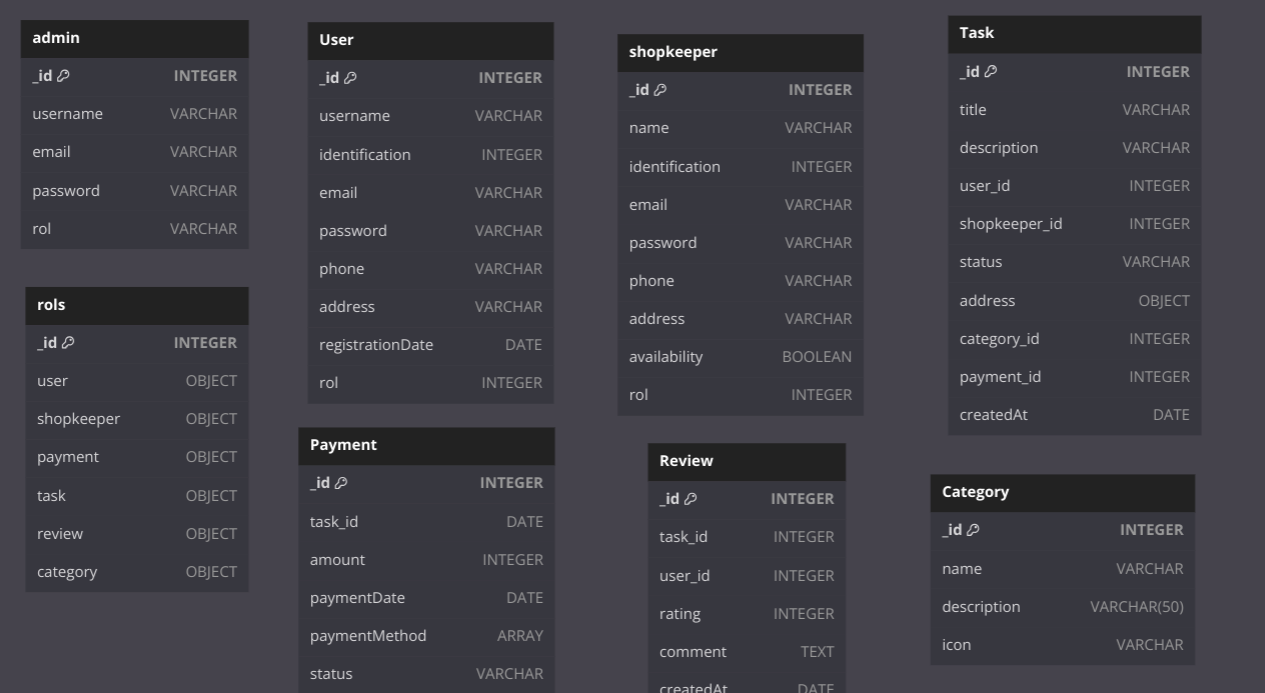 admin
_id INTEGER
username VARCHAR
email VARCHAR
password VARCHAR
rol VARCHAR
rols
_id INTEGER
user OBJECT
shopkeeper OBJECT
payment OBJECT
task OBJECT
review OBJECT
category OBJECT
User
_id INTEGER
username VARCHAR
identification INTEGER
email VARCHAR
password VARCHAR
phone VARCHAR
address VARCHAR
registrationDate DATE
rol INTEGER
Payment
_id INTEGER
task_id DATE
amount INTEGER
paymentDate DATE
paymentMethod ARRAY
status VARCHAR
shopkeeper
_id INTEGER
name VARCHAR
identification INTEGER
email VARCHAR
password VARCHAR
phone VARCHAR
address VARCHAR
availability BOOLEAN
rol INTEGER
Review
_id INTEGER
task_id INTEGER
user_id INTEGER
rating INTEGER
comment TEXT
createdAt DATE
Task
_id INTEGER
title VARCHAR
description VARCHAR
user_id INTEGER
shopkeeper_id INTEGER
status VARCHAR
address OBJECT
category_id INTEGER
payment_id INTEGER
createdAt DATE
Category
_id INTEGER
name VARCHAR
description VARCHAR(50)
icon VARCHAR